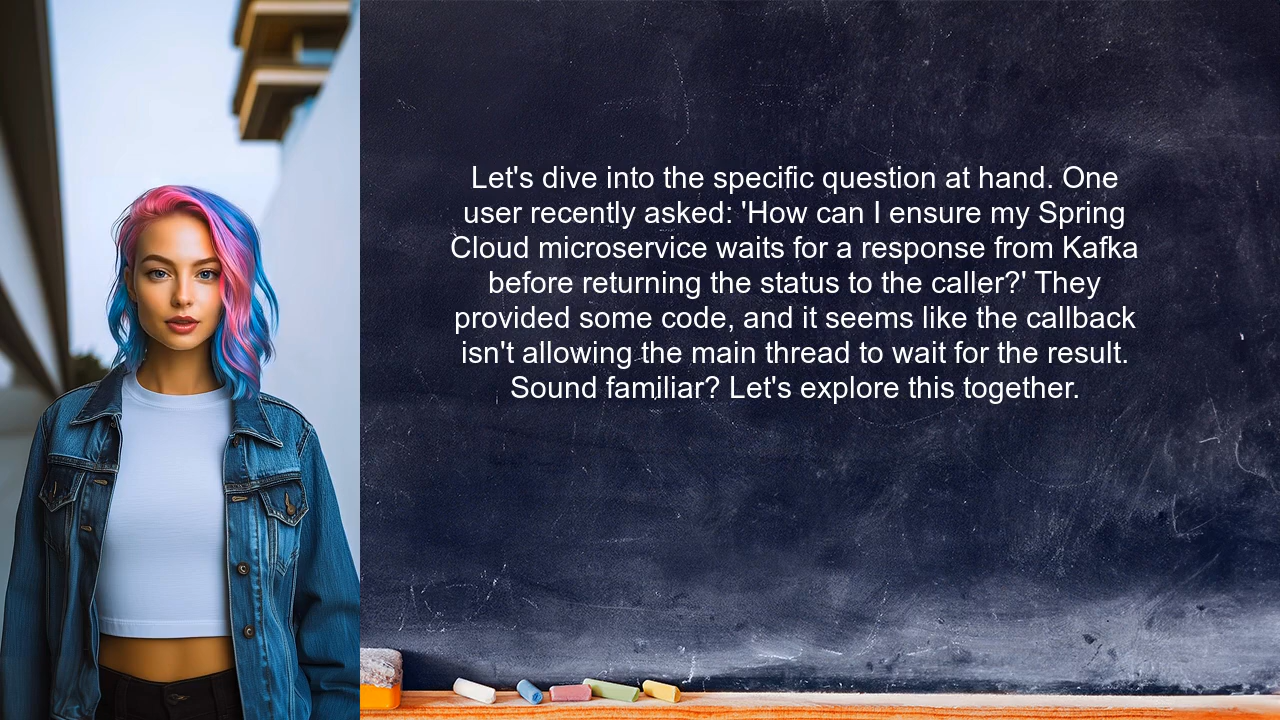 Let's dive into the specific question at hand. One
user recently asked: 'How can I ensure my Spring
Cloud microservice waits for a response from Kafka
before returning the status to the caller?' They
provided some code, and it seems like the callback
isn't allowing the main thread to wait for the result.
Sound familiar? Let's explore this together.